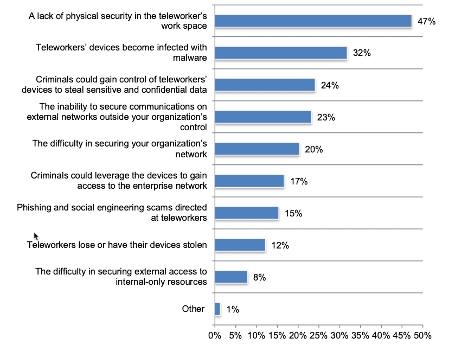 A lack of physical security in the teleworker's
work space
47%
Teleworkers' devices become infected with
malware
32%
Criminals could gain control of teleworkers'
devices to steal sensitive and confidential data
24%
The inability to secure communications on
external networks outside your organization's
control
23%
The difficulty in securing your organization's
network
20%
Criminals could leverage the devices to gain
access to the enterprise network
17%
Phishing and social engineering scams directed
at teleworkers
15%
Teleworkers lose or have their devices stolen
12%
The difficulty in securing external access to
internal-only resources
8%
Other
1%
0% 5% 10% 15% 20% 25% 30% 35% 40% 45% 50%